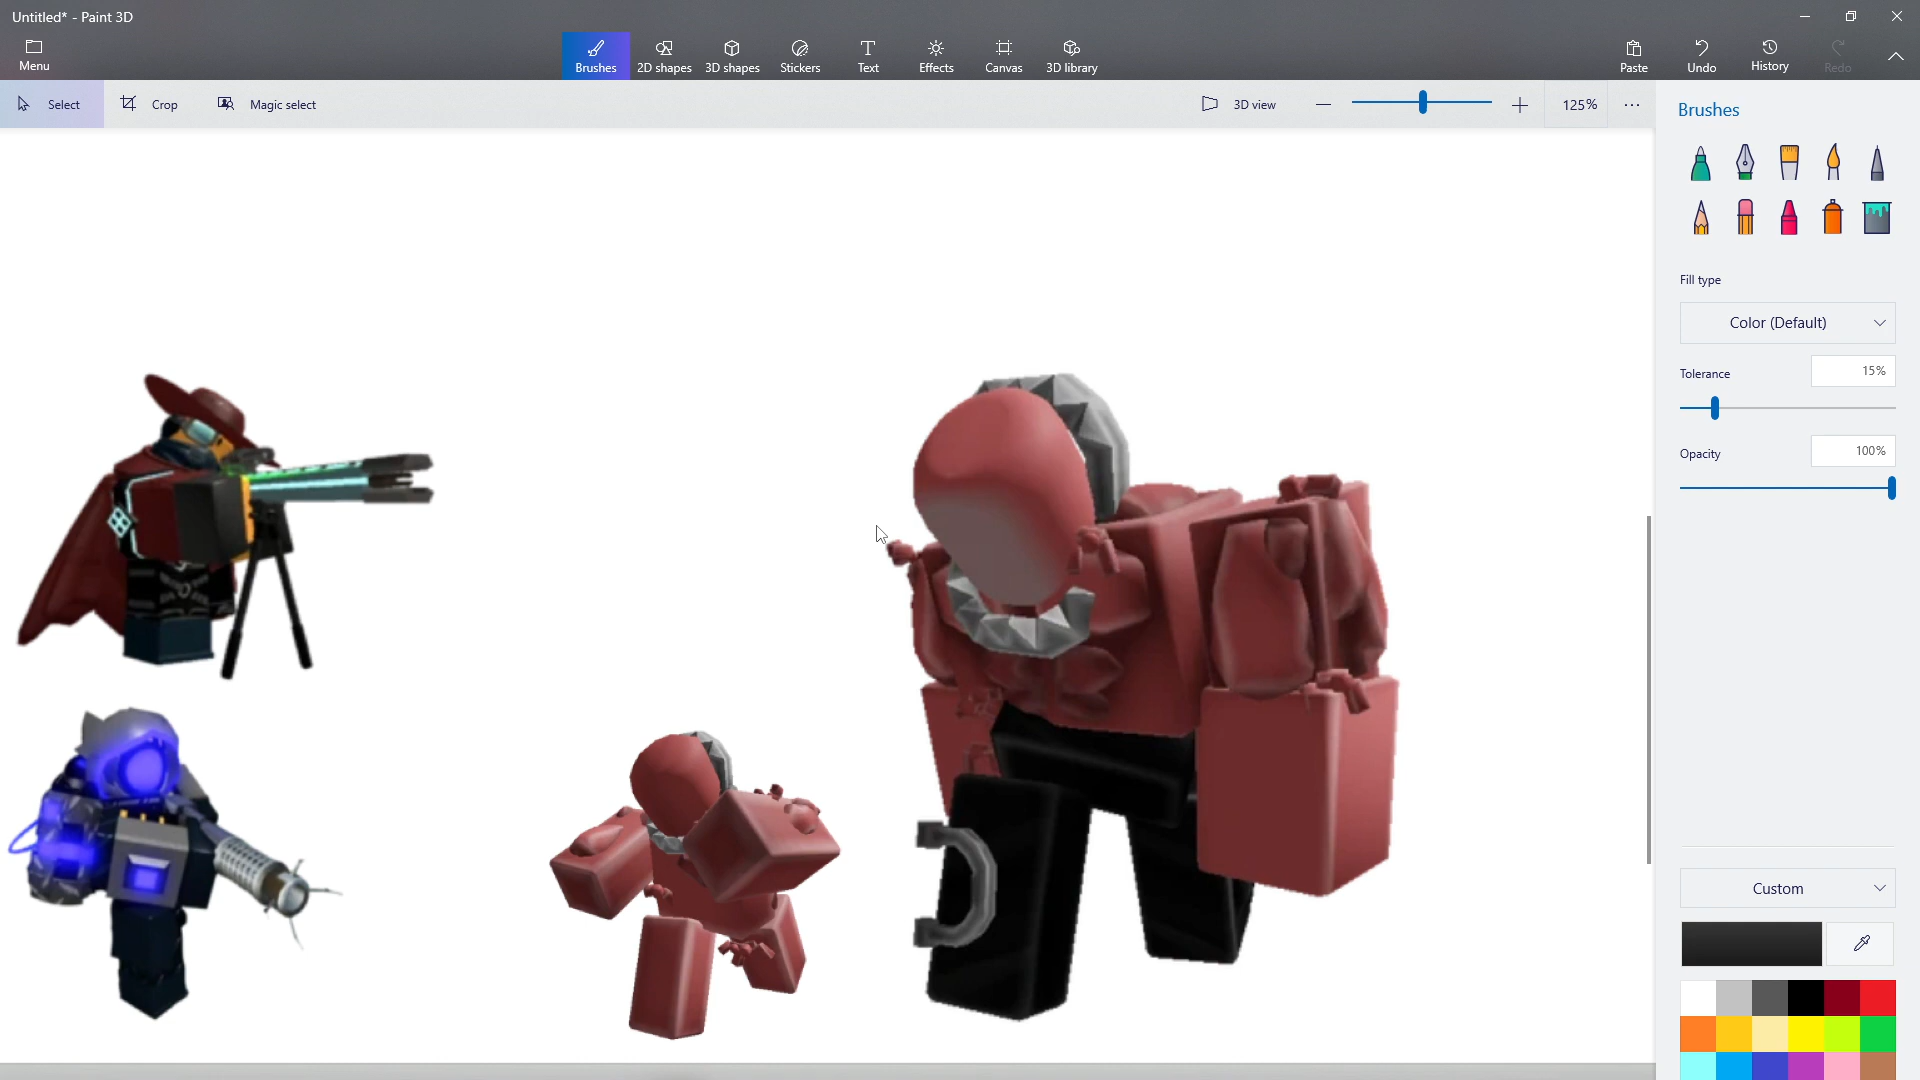 Untitled* - Paint 3D
Menu
Brushes
2D shapes
3D shapes
Stickers
Text
Effects
Canvas
3D library
Paste
Undo
History
Redo
Select
Crop
Magic select
3D view
125%
Brushes
Fill type
Color (Default)
Tolerance
15%
Opacity
100%
Custom